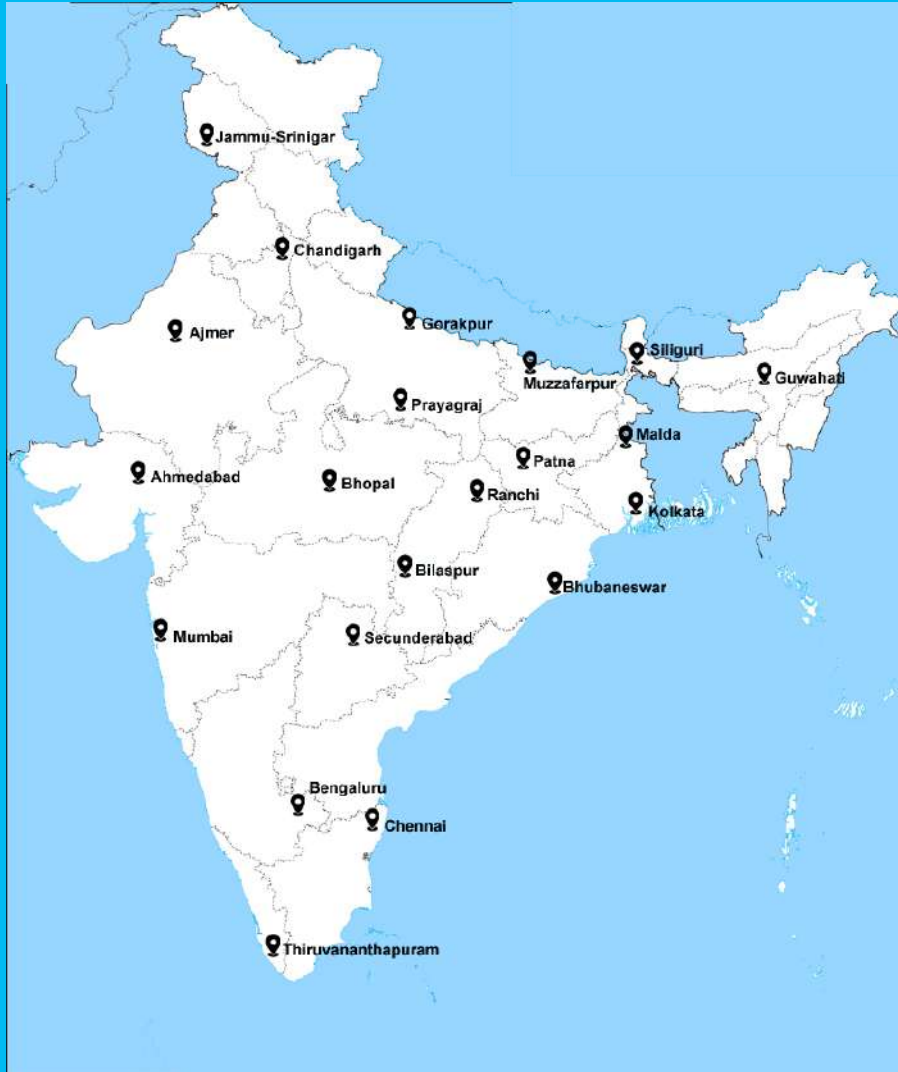 Jammu-Srinigar
Chandigarh
Gorakpur
Ajmer
Siliguri
Guwahati
Muzzafarpur
Prayagraj
Malda
Patna
Ahmedabad
Bhopal
Ranchi
Kolkata
Bilaspur
Bhubaneswar
Mumbai
Secunderabad
Bengaluru
Chennai
Thiruvananthapuram